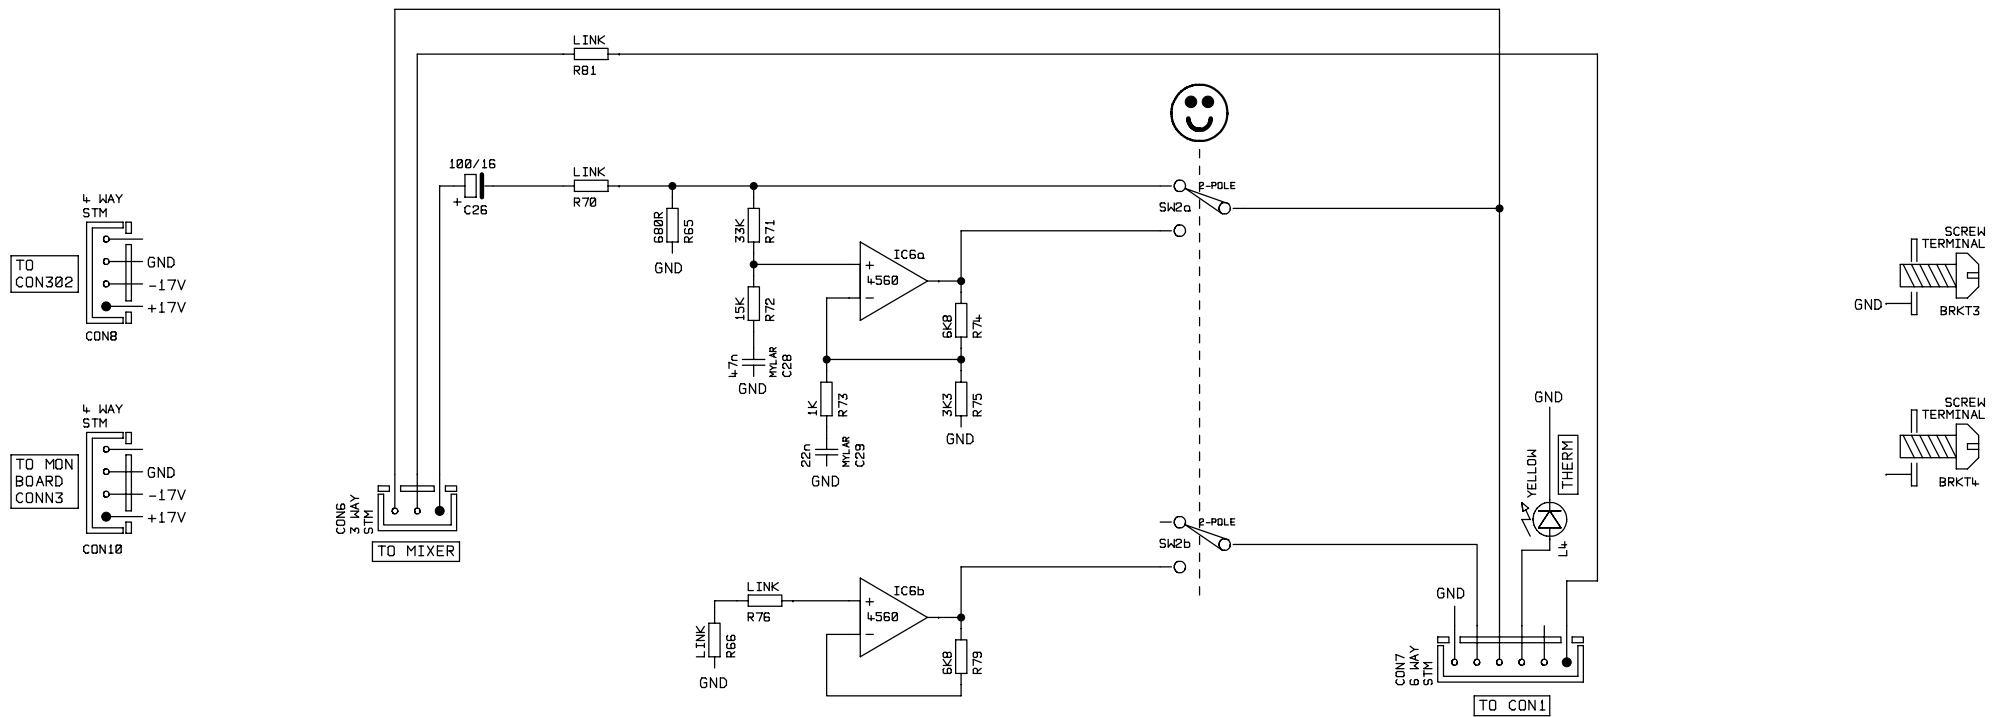 LINK
R81
100/16
+
C26
LINK
R70
680R
R65
GND
33K
R71
15K
R72
47n
MYLAR
C28
GND
IC6a
4560
+
−
6K8
R74
1K
R73
22n
MYLAR
C29
GND
3K3
R75
GND
2-POLE
SW2a
4 WAY
STM
TO
CON302
GND
-17V
+17V
CON8
4 WAY
STM
TO MON
BOARD
CONN3
GND
-17V
+17V
CON10
CON6
3 WAY
STM
TO MIXER
2-POLE
SW2b
LINK
R76
LINK
R66
GND
IC6b
4560
+
−
6K8
R79
GND
YELLOW
THERM
L4
GND
CON7
6 WAY
STM
TO CON1
SCREW
TERMINAL
GND
BRKT3
SCREW
TERMINAL
BRKT4